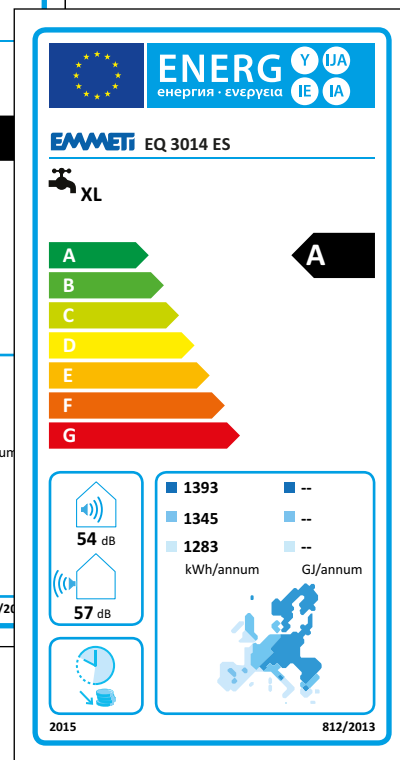 ENERG Y IJA
енергия · ενεργεια IE IA
EMMETI EQ 3014 ES
XL
A A
B
C
D
E
F
G
1393 --
54 dB 1345 --
1283 --
kWh/annum GJ/annum
57 dB
2015 812/2013